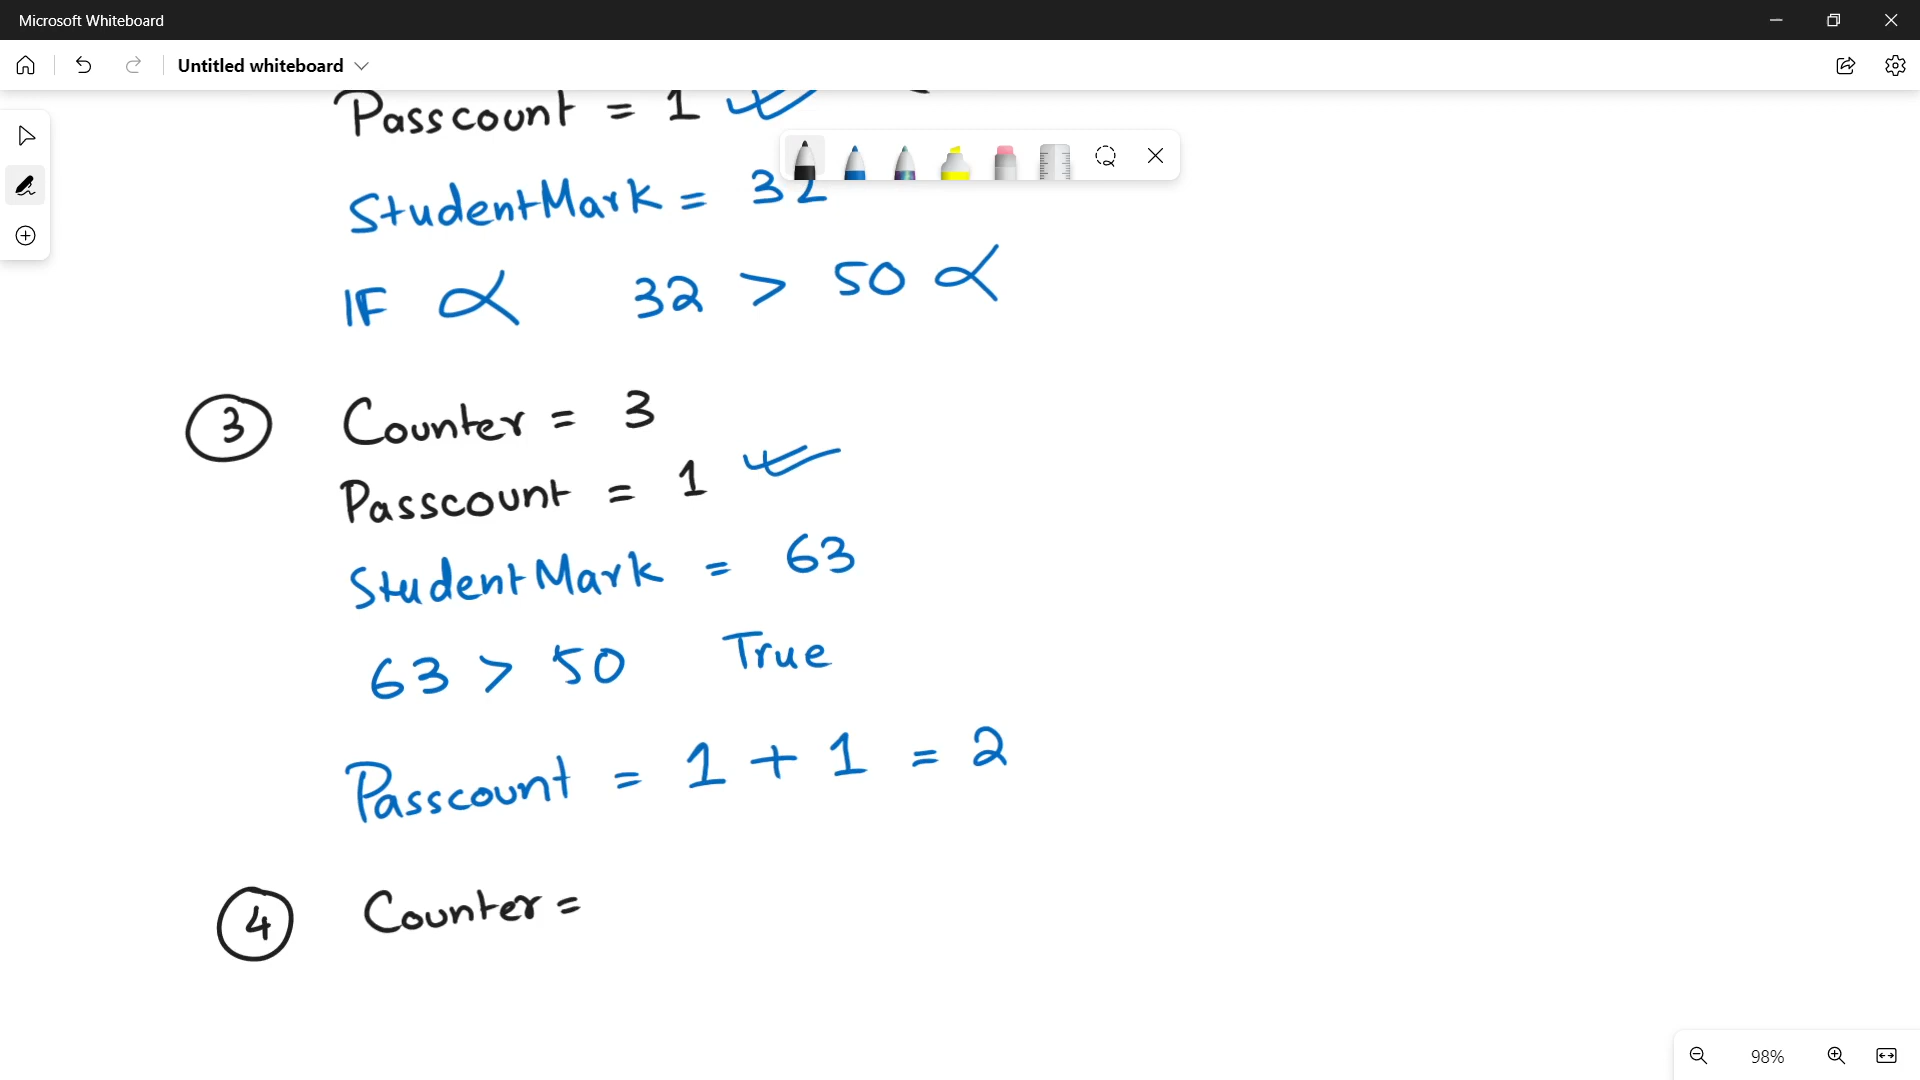 Microsoft Whiteboard
Untitled whiteboard
Passcount = 1
StudentMark = 32
IF 32 > 50
3 Counter = 3
Passcount = 1
StudentMark = 63
63 > 50 True
Passcount = 1 + 1 = 2
4 Counter =
98%